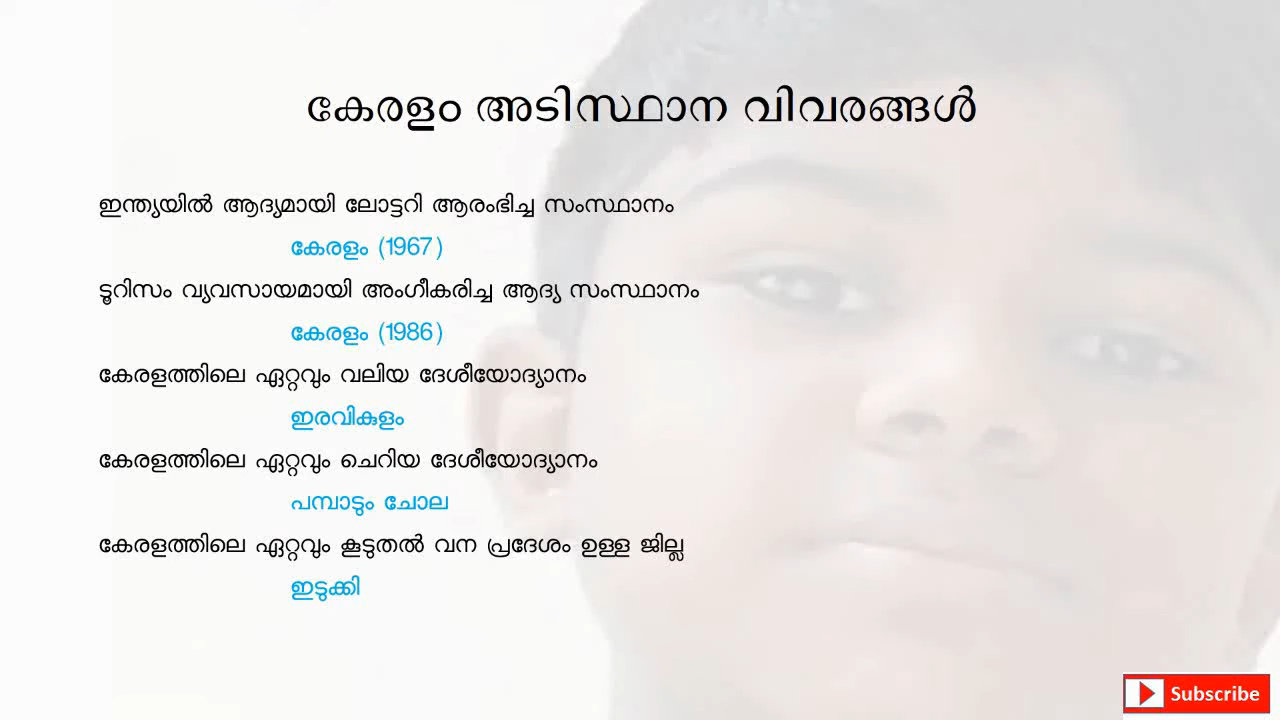 കേരളം അടിസ്ഥാന വിവരങ്ങൾ
ഇന്ത്യയിൽ ആദ്യമായി ലോട്ടറി ആരംഭിച്ച സംസ്ഥാനം
കേരളം (1967)
ടൂറിസം വ്യവസായമായി അംഗീകരിച്ച ആദ്യ സംസ്ഥാനം
കേരളം (1986)
കേരളത്തിലെ ഏറ്റവും വലിയ ദേശീയോദ്യാനം
ഇരവികുളം
കേരളത്തിലെ ഏറ്റവും ചെറിയ ദേശീയോദ്യാനം
പമ്പാടും ചോല
കേരളത്തിലെ ഏറ്റവും കൂടുതൽ വന പ്രദേശം ഉള്ള ജില്ല
ഇടുക്കി
Subscribe